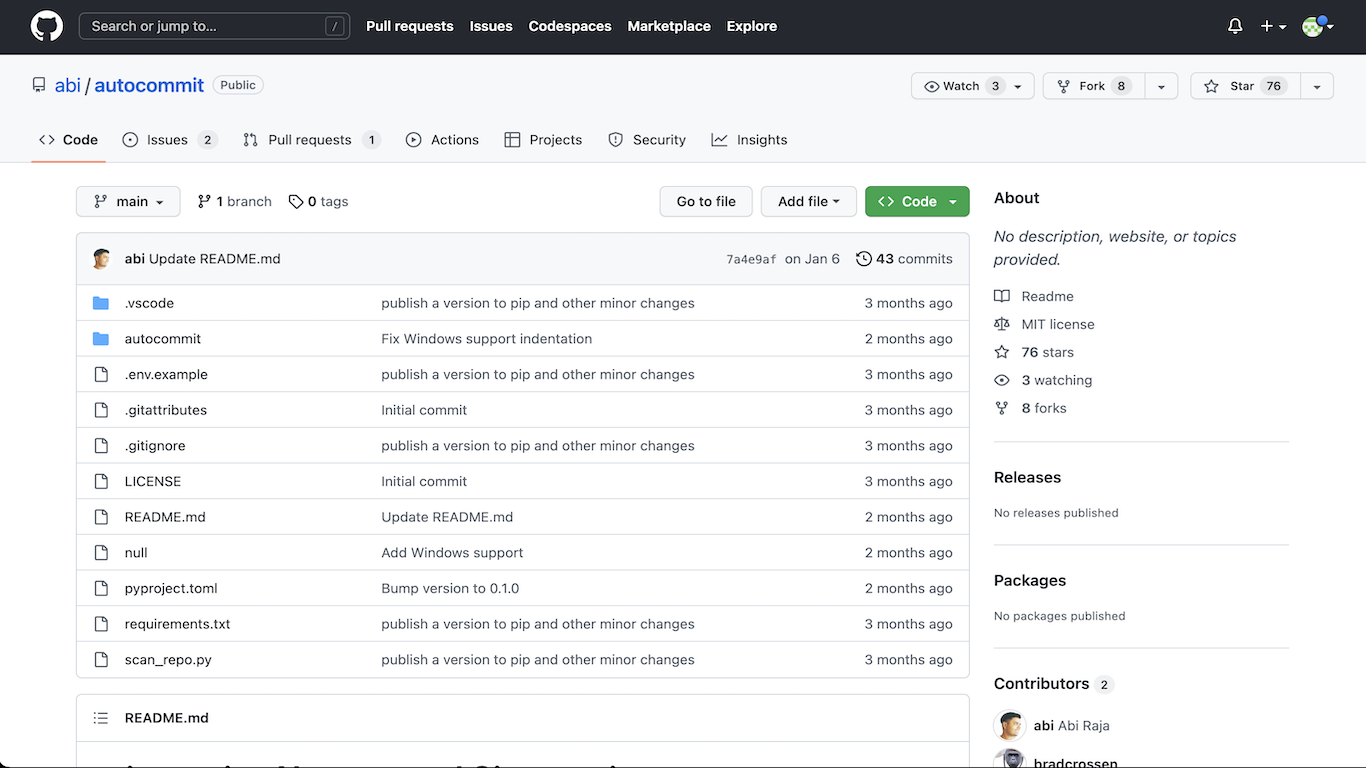 Search or jump to... / Pull requests Issues Codespaces Marketplace Explore
abi / autocommit Public Watch 3 Fork 8 Star 76
Code Issues 2 Pull requests 1 Actions Projects Security Insights
main 1 branch 0 tags Go to file Add file Code
abi Update README.md 7a4e9af on Jan 6 43 commits
.vscode publish a version to pip and other minor changes 3 months ago
autocommit Fix Windows support indentation 2 months ago
.env.example publish a version to pip and other minor changes 3 months ago
.gitattributes Initial commit 3 months ago
.gitignore publish a version to pip and other minor changes 3 months ago
LICENSE Initial commit 3 months ago
README.md Update README.md 2 months ago
null Add Windows support 2 months ago
pyproject.toml Bump version to 0.1.0 2 months ago
requirements.txt publish a version to pip and other minor changes 3 months ago
scan_repo.py publish a version to pip and other minor changes 3 months ago
README.md
About
No description, website, or topics
provided.
Readme
MIT license
76 stars
3 watching
8 forks
Releases
No releases published
Packages
No packages published
Contributors 2
abi Abi Raja
bradcrossen